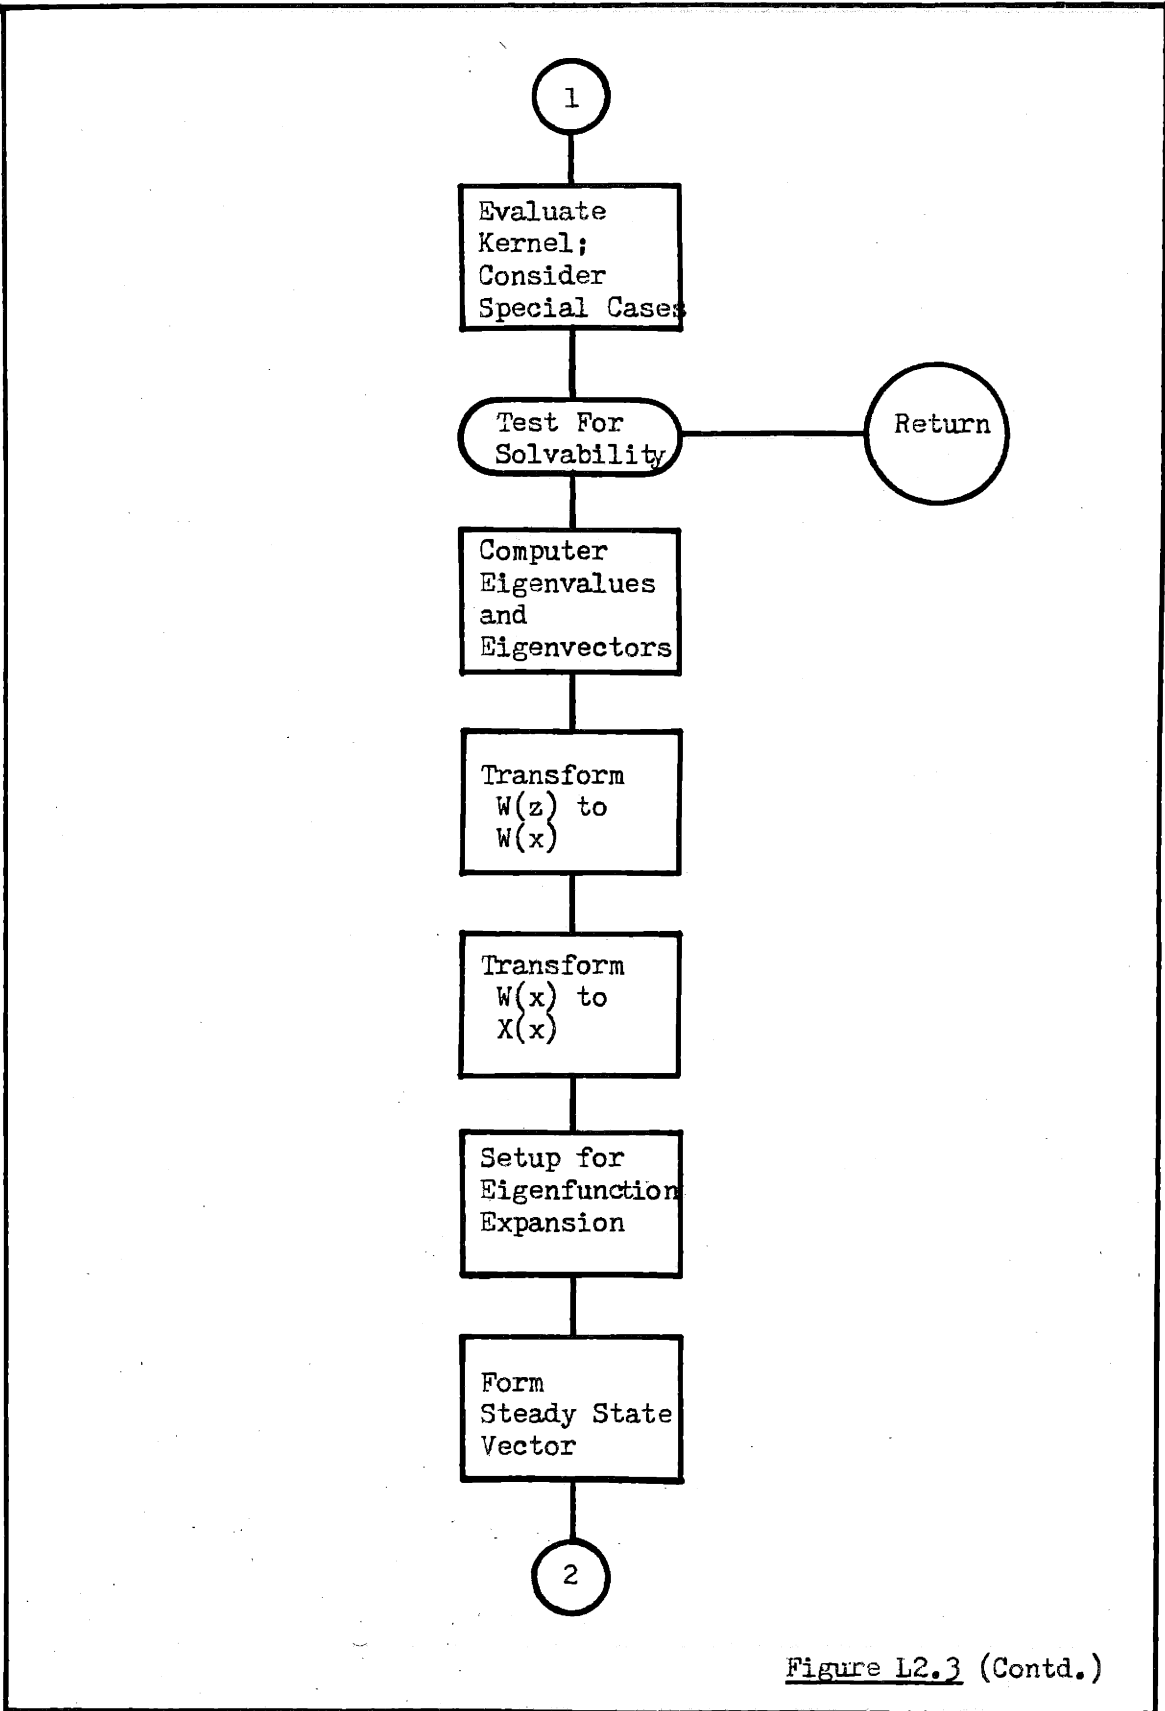 1
Evaluate
Kernel;
Consider
Special Cases
Test For
Solvability
Return
Computer
Eigenvalues
and
Eigenvectors
Transform
W(z) to
W(x)
Transform
W(x) to
X(x)
Setup for
Eigenfunction
Expansion
Form
Steady State
Vector
2
Figure L2.3 (Contd.)